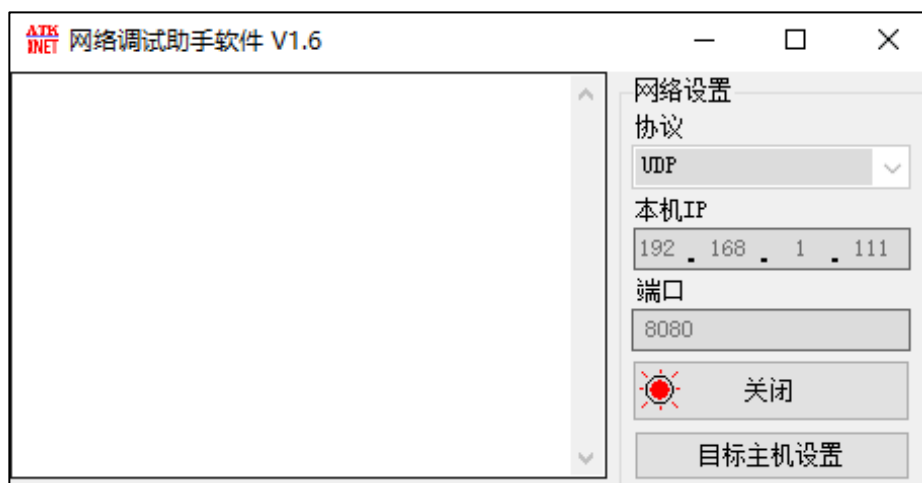 ATK
XNET 网络调试助手软件 V1.6
网络设置
协议
UDP
本机IP
192 . 168 . 1 . 111
端口
8080
关闭
目标主机设置